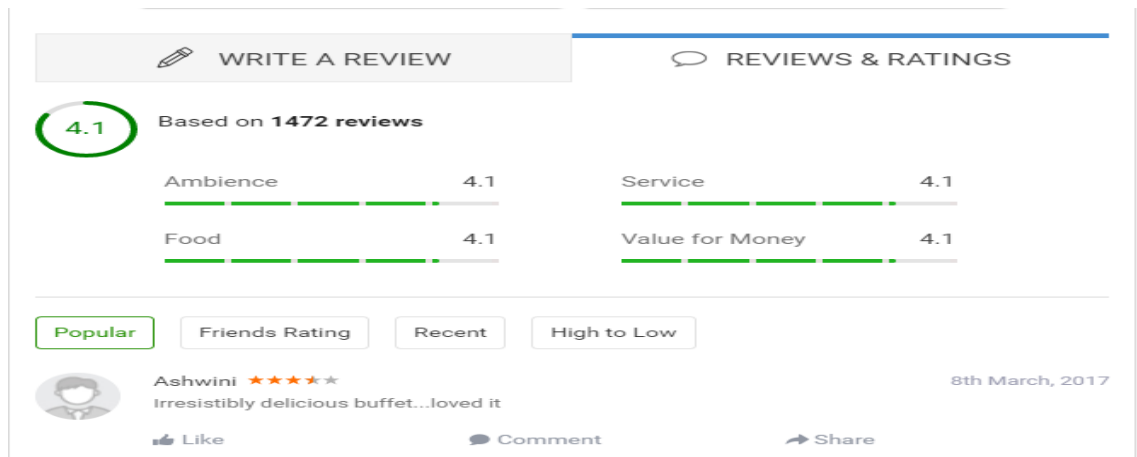 WRITE A REVIEW
REVIEWS & RATINGS
4.1
Based on 1472 reviews
Ambience 4.1
Service 4.1
Food 4.1
Value for Money 4.1
Popular
Friends Rating
Recent
High to Low
Ashwini
8th March, 2017
Irresistibly delicious buffet...loved it
Like
Comment
Share